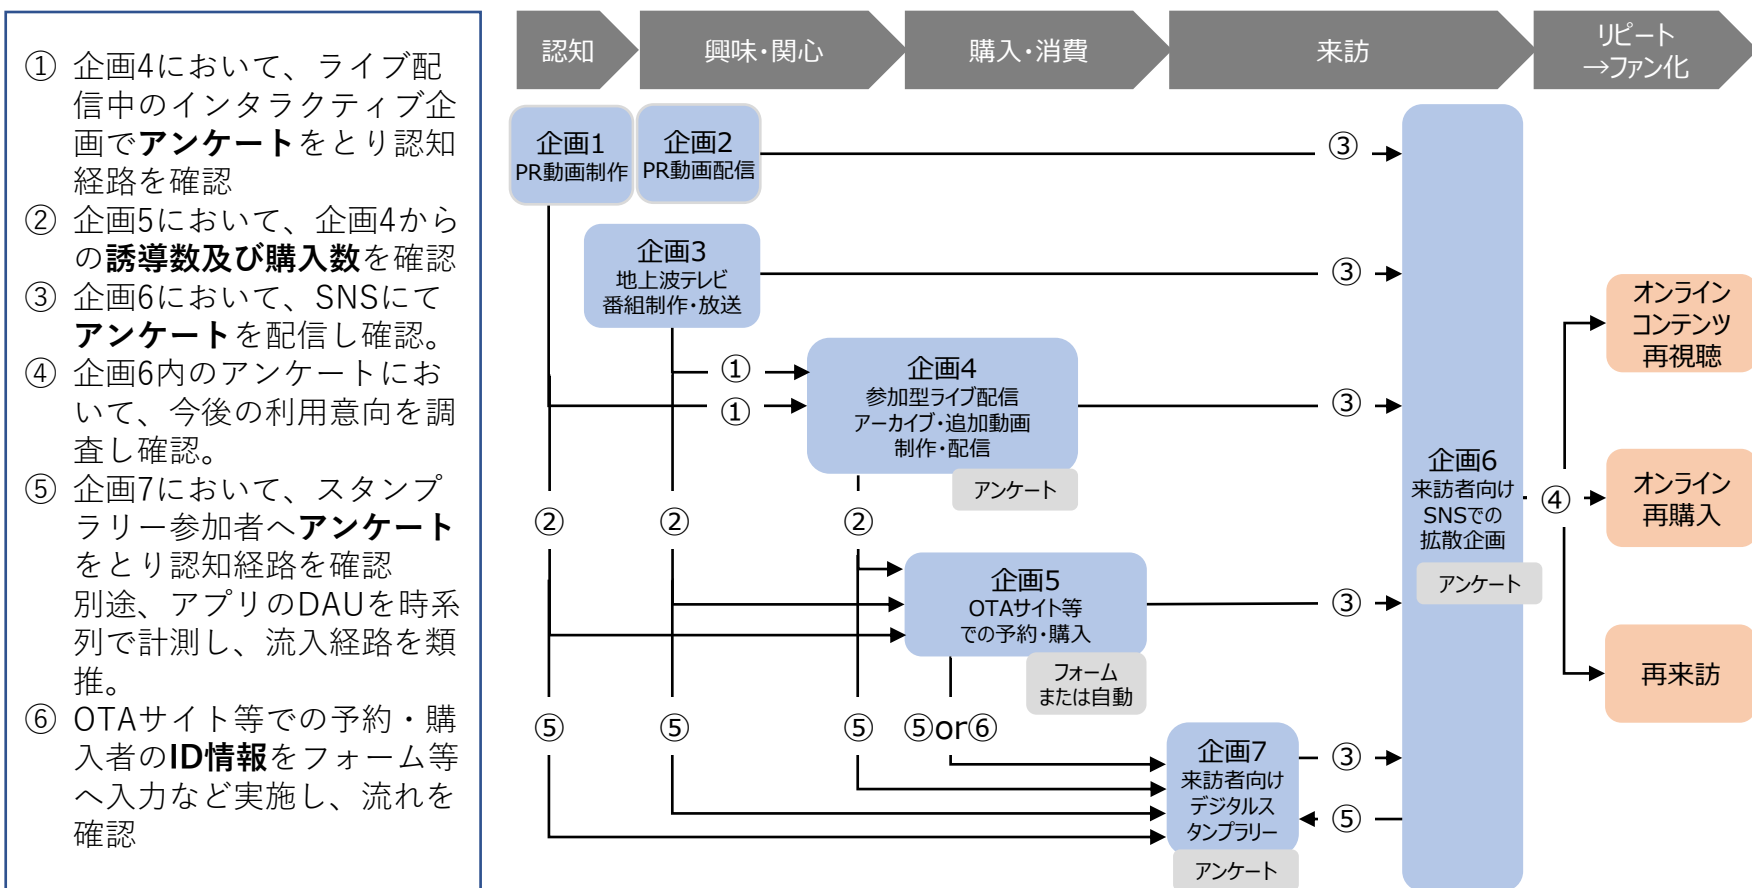 ① 企画4において、ライブ配
信中のインタラクティブ企
画でアンケートをとり認知
経路を確認
② 企画5において、企画4から
の誘導数及び購入数を確認
③ 企画6において、SNSにて
アンケートを配信し確認。
④ 企画6内のアンケートにお
いて、今後の利用意向を調
査し確認。
⑤ 企画7において、スタンプ
ラリー参加者へアンケート
をとり認知経路を確認
別途、アプリのDAUを時系
列で計測し、流入経路を類
推。
⑥ OTAサイト等での予約・購
入者のID情報をフォーム等
へ入力など実施し、流れを
確認
認知
興味・関心
購入・消費
来訪
リピート
→ファン化
企画1
PR動画制作
企画2
PR動画配信
③
企画3
地上波テレビ
番組制作・放送
③
①
①
企画4
参加型ライブ配信
アーカイブ・追加動画
制作・配信
アンケート
③
②
②
②
企画5
OTAサイト等
での予約・購入
フォーム
または自動
③
⑤
⑤
⑤
⑤or⑥
企画7
来訪者向け
デジタルス
タンプラリー
アンケート
③
⑤
企画6
来訪者向け
SNSでの
拡散企画
アンケート
④
オンライン
コンテンツ
再視聴
オンライン
再購入
再来訪